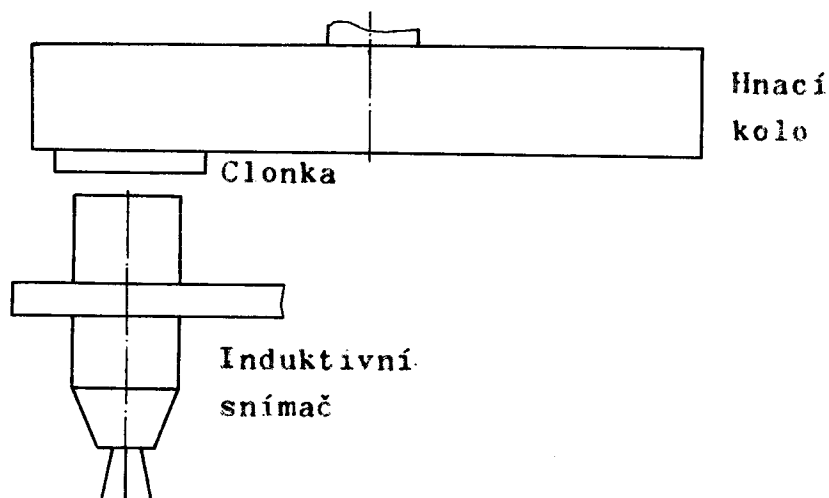 Hnací
kolo
Clonka
Induktivní
snímač